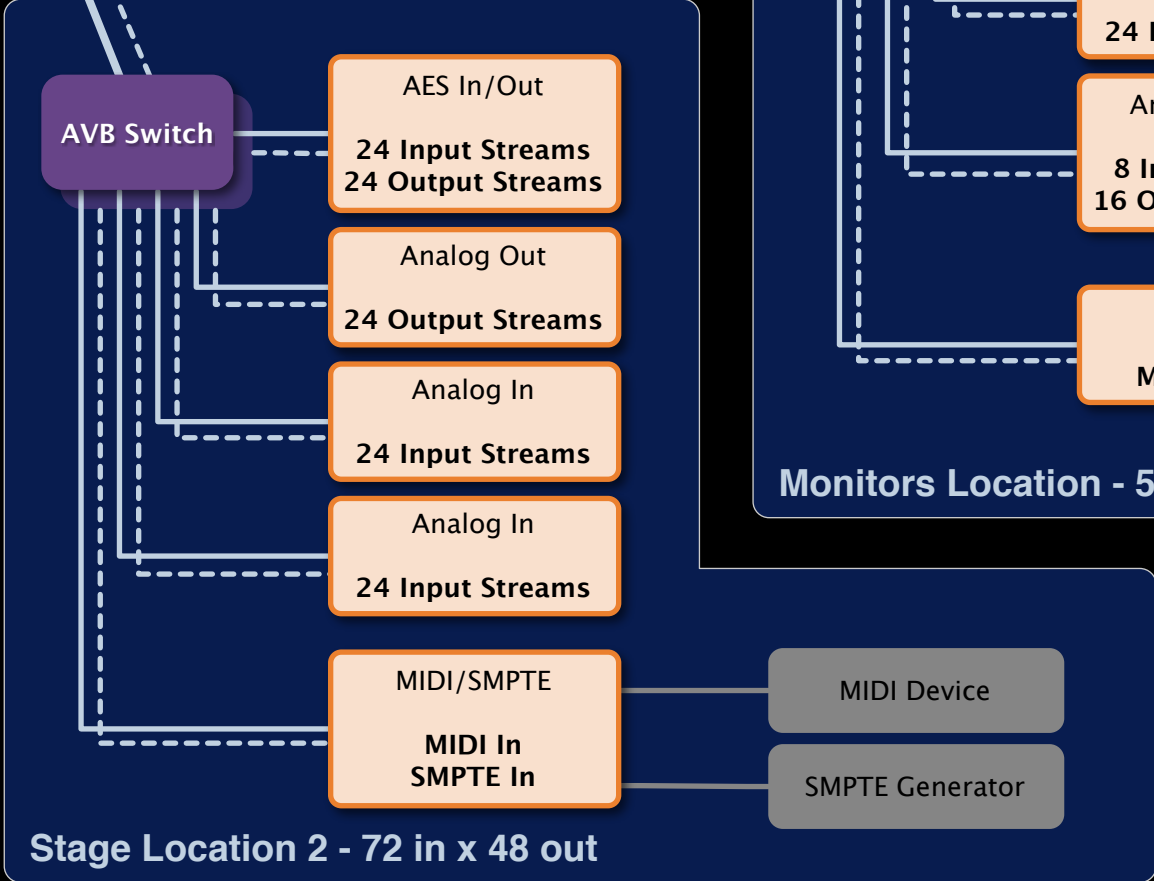 AVB Switch
AES In/Out
24 Input Streams
24 Output Streams
Analog Out
24 Output Streams
Analog In
24 Input Streams
Analog In
24 Input Streams
MIDI/SMPTE
MIDI In
SMPTE In
MIDI Device
SMPTE Generator
Stage Location 2 - 72 in x 48 out
24
8
16
Monitors Location - 5